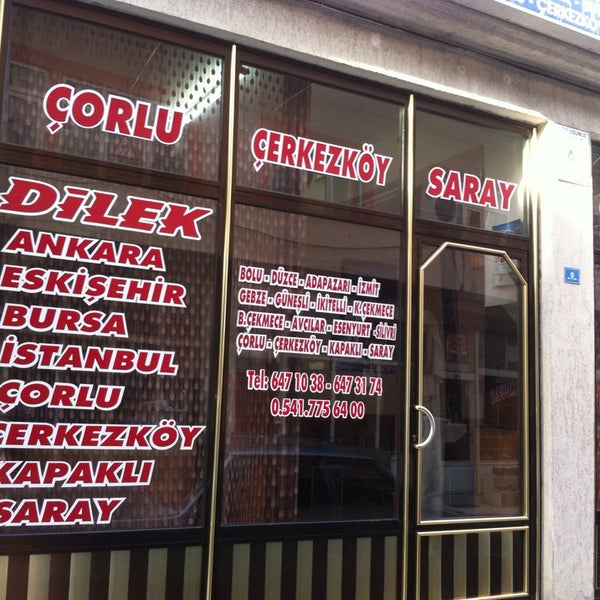 ÇERKEZKÖY
ÇORLU
ÇERKEZKÖY
SARAY
DİLEK
ANKARA
ESKİŞEHİR
BURSA
İSTANBUL
ÇORLU
ÇERKEZKÖY
KAPAKLI
SARAY
BOLU - DÜZCE - ADAPAZARI - İZMİT
GEBZE - GÜNEŞLİ - İKİTELLİ - K.ÇEKMECE
B.ÇEKMECE - AVCILAR - ESENYURT - SİLİVRİ
ÇORLU - ÇERKEZKÖY - KAPAKLI - SARAY
Tel: 647 10 38 - 647 31 74
0.541.775 64 00